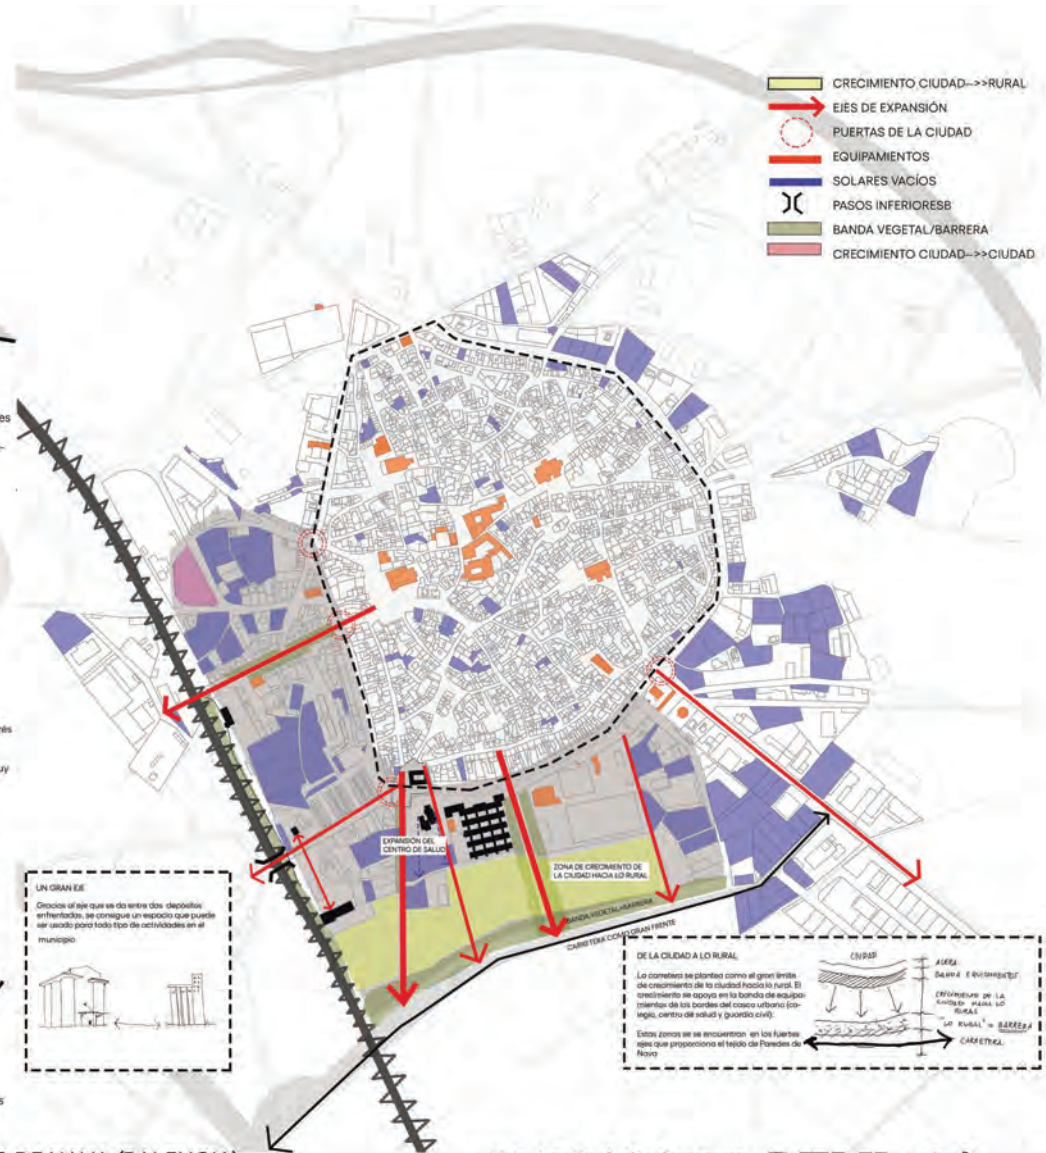 CRECIMIENTO CIUDAD-->>RURAL
EJES DE EXPANSIÓN
PUERTAS DE LA CIUDAD
EQUIPAMIENTOS
SOLARES VACÍOS
PASOS INFERIORESB
BANDA VEGETAL/BARRERA
CRECIMIENTO CIUDAD-->>CIUDAD
EXPANSIÓN DEL
CENTRO DE SALUD
ZONA DE CRECIMIENTO DE
LA CIUDAD HACIA LO RURAL
BANDA VEGETAL=BARRERA
CARRETERA COMO GRAN FRENTE
UN GRAN EJE
Gracias al eje que se da entre dos depósitos
enfrentados, se consigue un espacio que puede
ser usado para todo tipo de actividades en el
municipio
DE LA CIUDAD A LO RURAL
La carretera se plantea como el gran límite
de crecimiento de la ciudad hacia lo rural. El
crecimiento se apoya en la banda de equipa-
mientos de los bordes del casco urbano (co-
legio, centro de salud y guardia civil).
Estas zonas se se encuentran en los fuertes
ejes que proporciona el tejido de Paredes de
Nava
CIUDAD
ACERA
BANDA EQUIPAMIENTOS
CRECIMIENTO DE LA
CIUDAD HACIA LO
RURAL
"LO RURAL" = BARRERA
CARRETERA